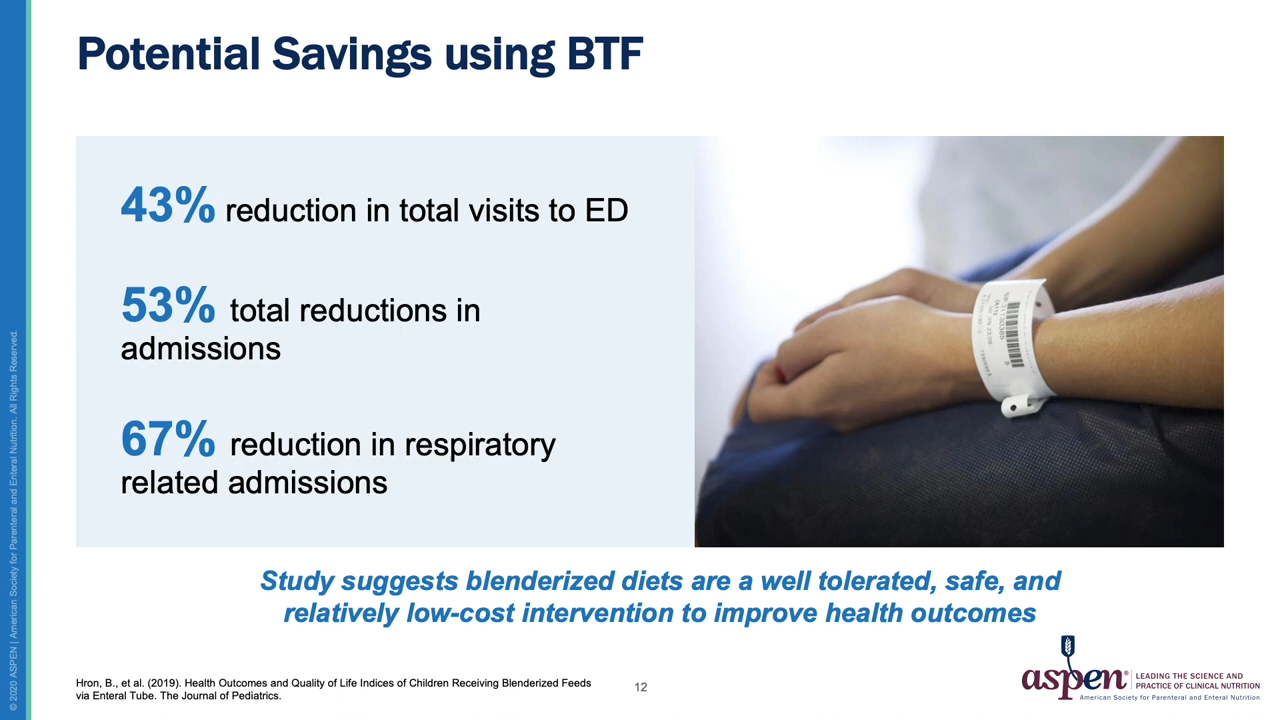 Potential Savings using BTF
43% reduction in total visits to ED
53% total reductions in
admissions
67% reduction in respiratory
related admissions
Study suggests blenderized diets are a well tolerated, safe, and
relatively low-cost intervention to improve health outcomes
Hron, B., et al. (2019). Health Outcomes and Quality of Life Indices of Children Receiving Blenderized Feeds
via Enteral Tube. The Journal of Pediatrics.
12
aspen®
LEADING THE SCIENCE AND
PRACTICE OF CLINICAL NUTRITION
American Society for Parenteral and Enteral Nutrition
© 2020 ASPEN | American Society for Parenteral and Enteral Nutrition. All Rights Reserved.